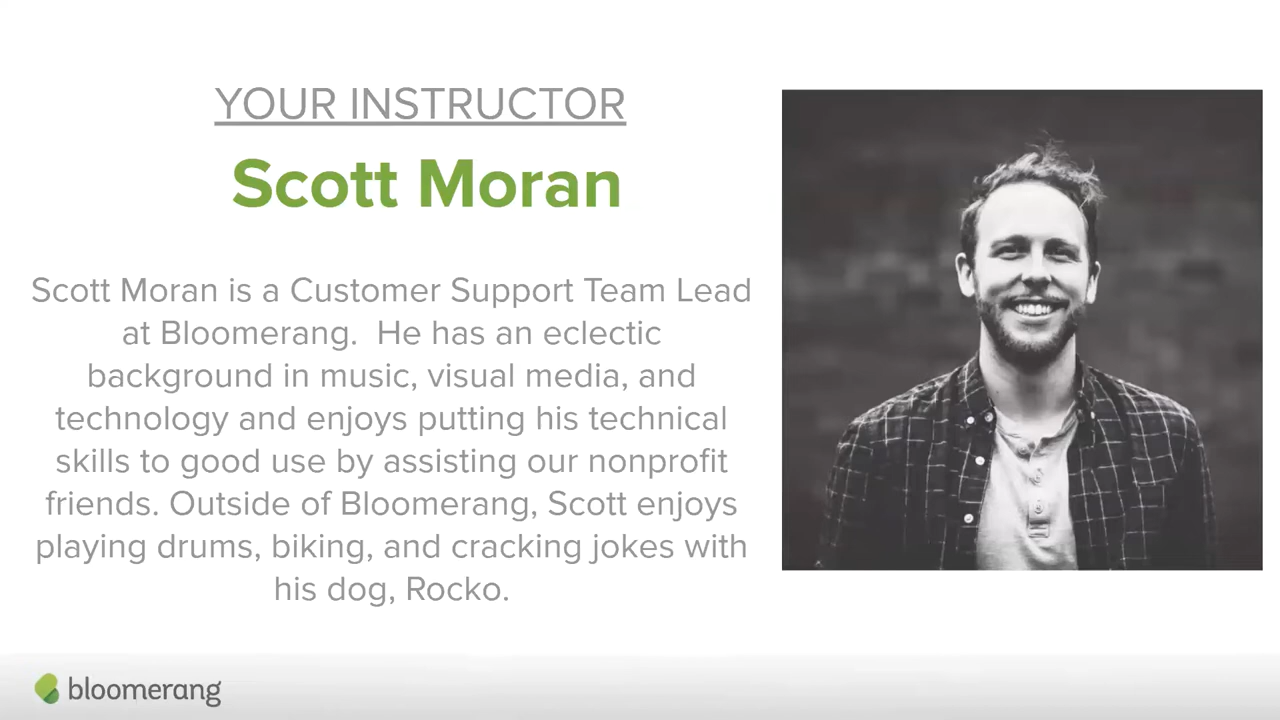 YOUR INSTRUCTOR
Scott Moran
Scott Moran is a Customer Support Team Lead
at Bloomerang.  He has an eclectic
background in music, visual media, and
technology and enjoys putting his technical
skills to good use by assisting our nonprofit
friends. Outside of Bloomerang, Scott enjoys
playing drums, biking, and cracking jokes with
his dog, Rocko.
bloomerang